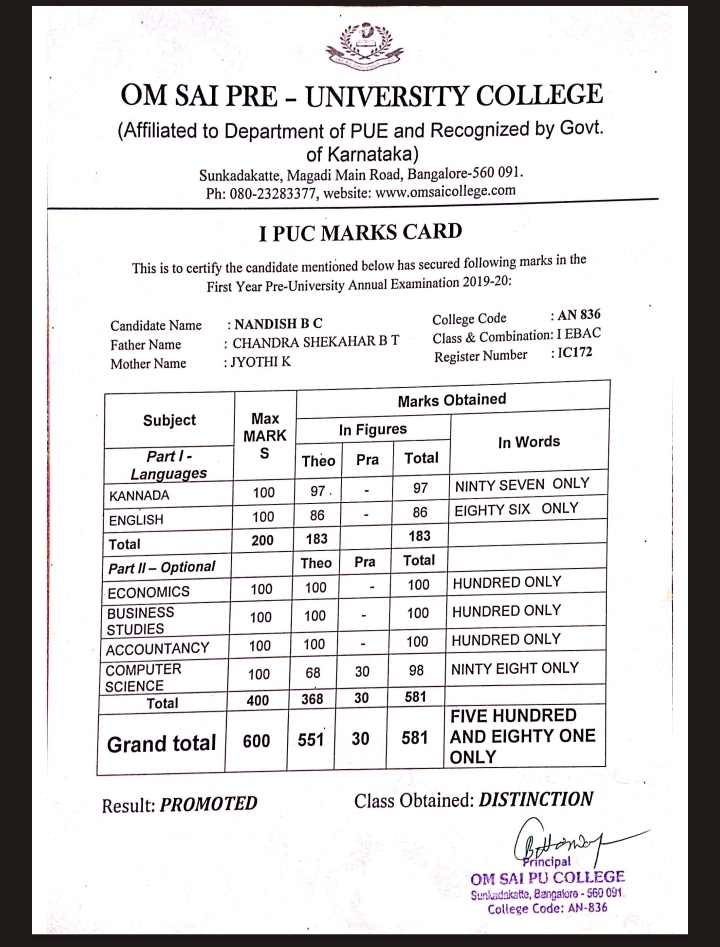 OM SAI PRE – UNIVERSITY COLLEGE
(Affiliated to Department of PUE and Recognized by Govt.
of Karnataka)
Sunkadakatte, Magadi Main Road, Bangalore-560 091.
Ph: 080-23283377, website: www.omsaicollege.com
I PUC MARKS CARD
This is to certify the candidate mentioned below has secured following marks in the
First Year Pre-University Annual Examination 2019-20:
Candidate Name : NANDISH B C College Code : AN 836
Father Name : CHANDRA SHEKAHAR B T Class & Combination: I EBAC
Mother Name : JYOTHI K Register Number : IC172
Subject Max MARK S Marks Obtained
In Figures In Words
Part I - Languages Theo Pra Total
KANNADA 100 97 . - 97 NINTY SEVEN ONLY
ENGLISH 100 86 - 86 EIGHTY SIX ONLY
Total 200 183 183
Part II – Optional Theo Pra Total
ECONOMICS 100 100 - 100 HUNDRED ONLY
BUSINESS STUDIES 100 100 - 100 HUNDRED ONLY
ACCOUNTANCY 100 100 - 100 HUNDRED ONLY
COMPUTER SCIENCE 100 68 30 98 NINTY EIGHT ONLY
Total 400 368 30 581
Grand total 600 551 30 581 FIVE HUNDRED AND EIGHTY ONE ONLY
Result: PROMOTED Class Obtained: DISTINCTION
Principal
OM SAI PU COLLEGE
Sunkadakatte, Bangalore - 560 091.
College Code: AN-836